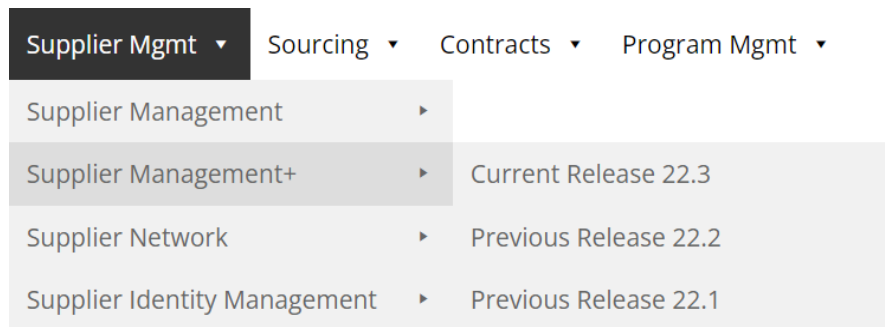 Supplier Mgmt Sourcing Contracts Program Mgmt
Supplier Management
Supplier Management+ Current Release 22.3
Supplier Network Previous Release 22.2
Supplier Identity Management Previous Release 22.1